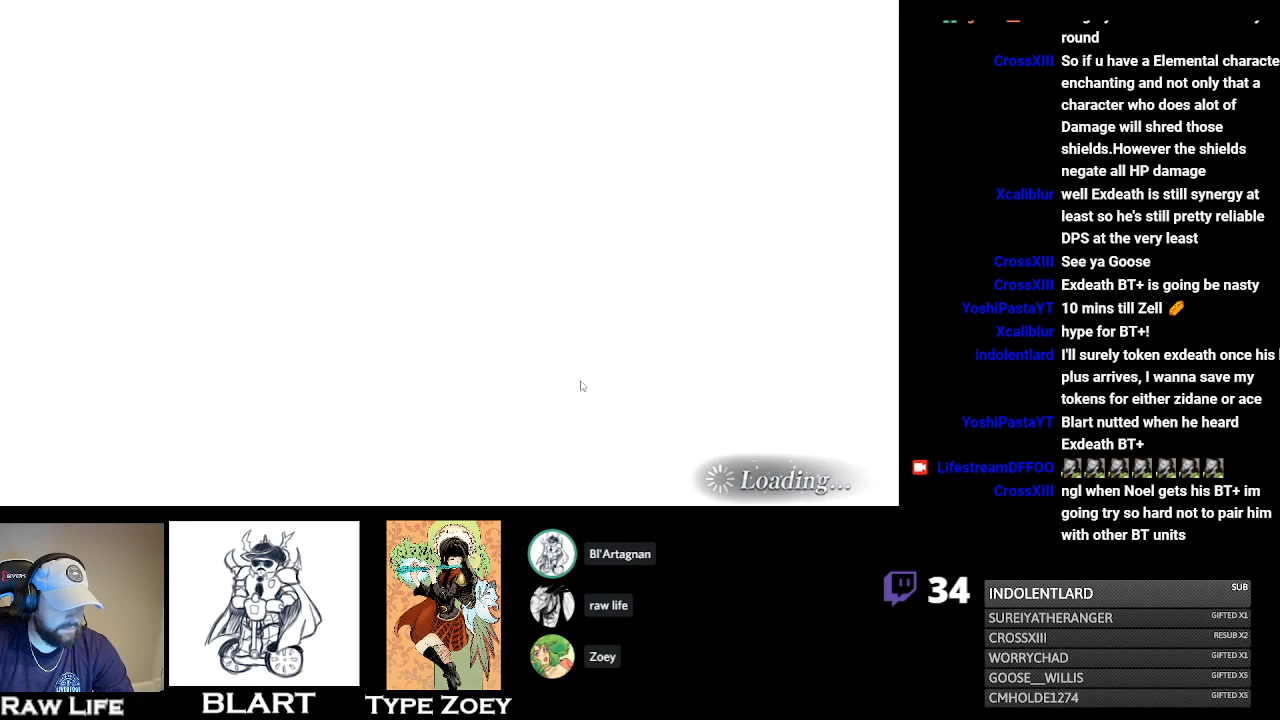 round
CrossXIII So if u have a Elemental characte
enchanting and not only that a
character who does alot of
Damage will shred those
shields.However the shields
negate all HP damage
Xcaliblur well Exdeath is still synergy at
least so he's still pretty reliable
DPS at the very least
CrossXIII See ya Goose
CrossXIII Exdeath BT+ is going be nasty
YoshiPastaYT 10 mins till Zell 🌭
Xcaliblur hype for BT+!
indolentlard I'll surely token exdeath once his
plus arrives, I wanna save my
tokens for either zidane or ace
YoshiPastaYT Blart nutted when he heard
Exdeath BT+
LifestreamDFFOO
CrossXIII ngl when Noel gets his BT+ im
going try so hard not to pair him
with other BT units
Loading...
Bl'Artagnan
raw life
Zoey
34
INDOLENTLARD SUB
SUREIYATHERANGER GIFTED X1
CROSSXIII RESUB X2
WORRYCHAD GIFTED X1
GOOSE__WILLIS GIFTED X5
CMHOLDE1274 GIFTED X5
RAW LIFE
BLART
TYPE ZOEY